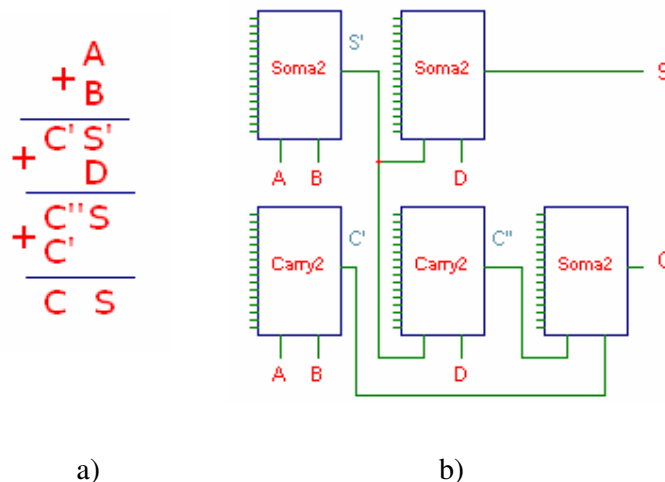 + A
B
C' S'
+ D
C'' S
+ C'
C S
S'
Soma2 Soma2 S
A B D
C' C''
Carry2 Carry2 Soma2 C
A B D
a) b)